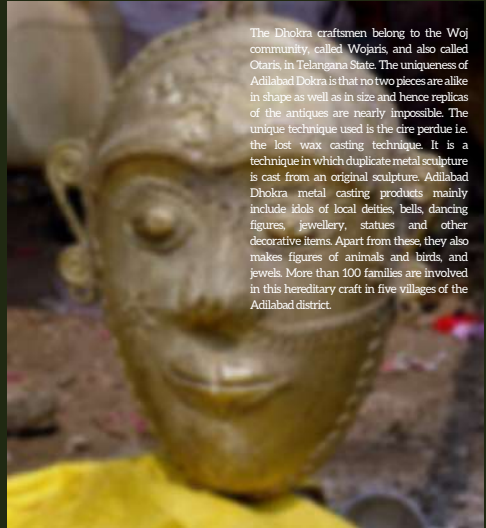 The Dhokra craftsmen belong to the Woj
community, called Wojaris, and also called
Otaris, in Telangana State. The uniqueness of
Adilabad Dokra is that no two pieces are alike
in shape as well as in size and hence replicas
of the antiques are nearly impossible. The
unique technique used is the cire perdue i.e.
the lost wax casting technique. It is a
technique in which duplicate metal sculpture
is cast from an original sculpture. Adilabad
Dhokra metal casting products mainly
include idols of local deities, bells, dancing
figures, jewellery, statues and other
decorative items. Apart from these, they also
makes figures of animals and birds, and
jewels. More than 100 families are involved
in this hereditary craft in five villages of the
Adilabad district.